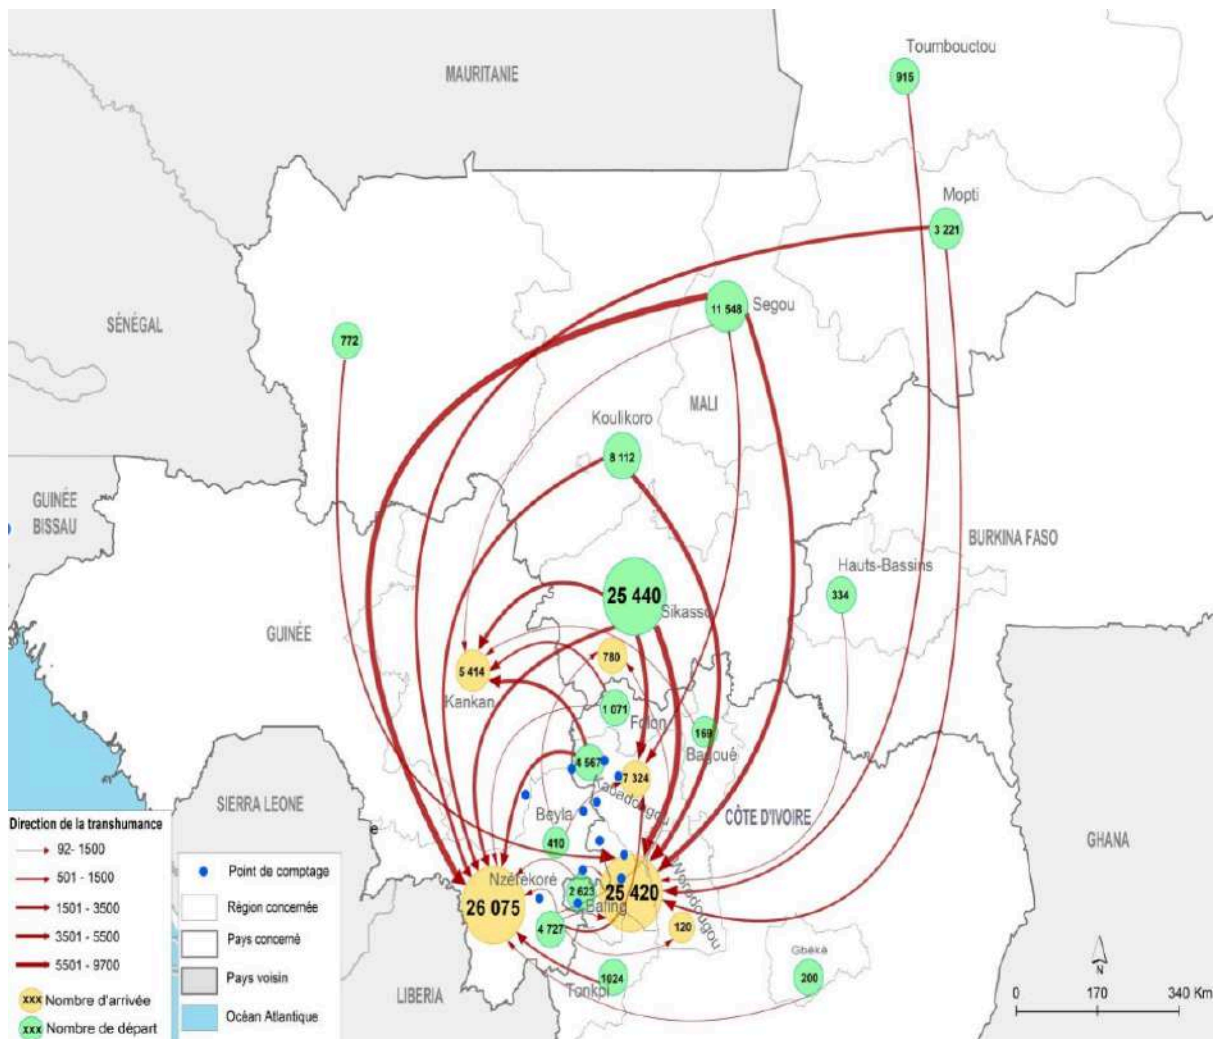 Toumbouctou
915
MAURITANIE
Mopti
3 221
Segou
11 548
SÉNÉGAL
772
MALI
Koulikoro
8 112
GUINÉE
BISSAU
BURKINA FASO
Hauts-Bassins
334
25 440
Sikasso
GUINÉE
780
5 414
Kankan
1 071
Folon
169
Bagoué
4 567
7 324
Kabadougou
SIERRA LEONE
Beyla
CÔTE D'IVOIRE
GHANA
410
Nzérékoré
2 623
25 420
Worodougou
26 075
Bafing
4 727
120
Gbêkê
1024
200
Tonkpi
LIBERIA
Direction de la transhumance
92- 1500
501 - 1500
1501 - 3500
3501 - 5500
5501 - 9700
xxx Nombre d'arrivée
xxx Nombre de départ
Point de comptage
Région concernée
Pays concerné
Pays voisin
Océan Atlantique
N
0 170 340 Km